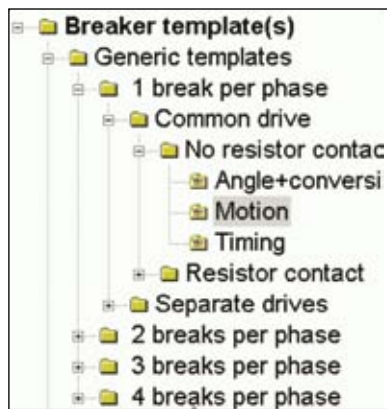 Breaker template(s)
Generic templates
1 break per phase
Common drive
No resistor contac
Angle+conversi
Motion
Timing
Resistor contact
Separate drives
2 breaks per phase
3 breaks per phase
4 breaks per phase